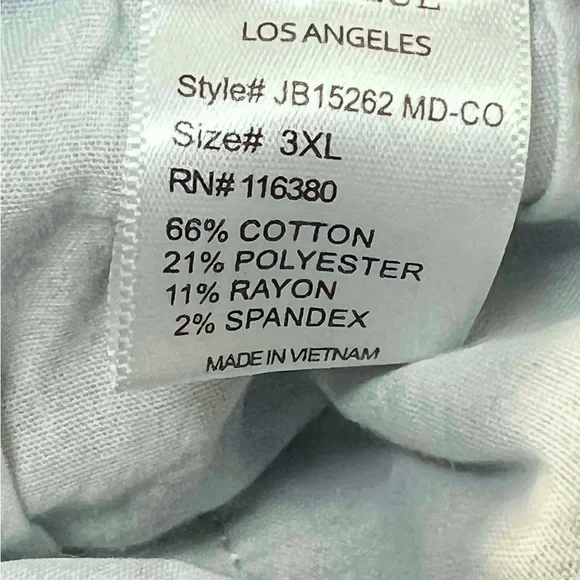 LOS ANGELES
Style# JB15262 MD-CO
Size# 3XL
RN# 116380
66% COTTON
21% POLYESTER
11% RAYON
2% SPANDEX
MADE IN VIETNAM